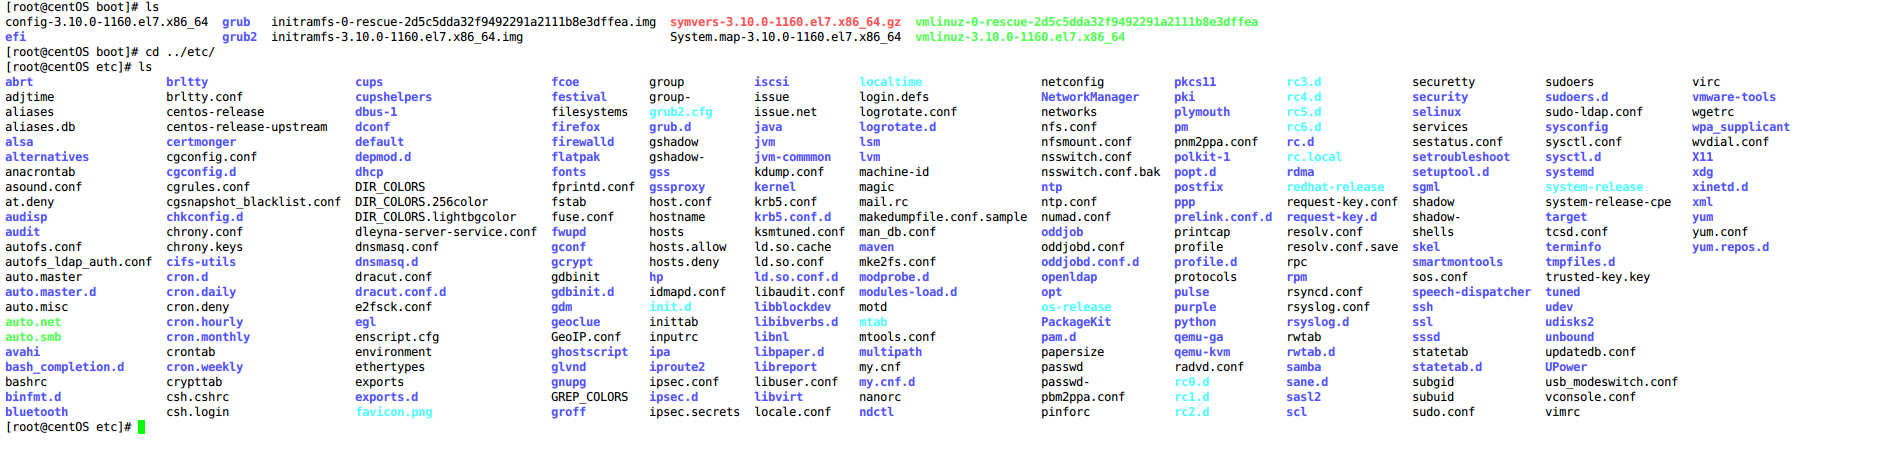 [root@centOS boot]# ls
config-3.10.0-1160.el7.x86_64  grub   initramfs-0-rescue-2d5c5dda32f9492291a2111b8e3dffea.img  symvers-3.10.0-1160.el7.x86_64.gz  vmlinuz-0-rescue-2d5c5dda32f9492291a2111b8e3dffea
efi  grub2  initramfs-3.10.0-1160.el7.x86_64.img  System.map-3.10.0-1160.el7.x86_64  vmlinuz-3.10.0-1160.el7.x86_64
[root@centOS boot]# cd ../etc/
[root@centOS etc]# ls
abrt  brltty  cups  fcoe  group  iscsi  localtime  netconfig  pkcs11  rc3.d  securetty  sudoers  virc
adjtime  brltty.conf  cupshelpers  festival  group-  issue  login.defs  NetworkManager  pki  rc4.d  security  sudoers.d  vmware-tools
aliases  centos-release  dbus-1  filesystems  grub2.cfg  issue.net  logrotate.conf  networks  plymouth  rc5.d  selinux  sudo-ldap.conf  wgetrc
aliases.db  centos-release-upstream  dconf  firefox  grub.d  java  logrotate.d  nfs.conf  pm  rc6.d  services  sysconfig  wpa_supplicant
alsa  certmonger  default  firewalld  gshadow  jvm  lsm  nfsmount.conf  pnm2ppa.conf  rc.d  sestatus.conf  sysctl.conf  wvdial.conf
alternatives  cgconfig.conf  depmod.d  flatpak  gshadow-  jvm-commmon  lvm  nsswitch.conf  polkit-1  rc.local  setroubleshoot  sysctl.d  X11
anacrontab  cgconfig.d  dhcp  fonts  gss  kdump.conf  machine-id  nsswitch.conf.bak  popt.d  rdma  setuptool.d  systemd  xdg
asound.conf  cgrules.conf  DIR_COLORS  fprintd.conf  gssproxy  kernel  magic  ntp  postfix  redhat-release  sgml  system-release  xinetd.d
at.deny  cgsnapshot_blacklist.conf  DIR_COLORS.256color  fstab  host.conf  krb5.conf  mail.rc  ntp.conf  ppp  request-key.conf  shadow  system-release-cpe  xml
audisp  chkconfig.d  DIR_COLORS.lightbgcolor  fuse.conf  hostname  krb5.conf.d  makedumpfile.conf.sample  numad.conf  prelink.conf.d  request-key.d  shadow-  target  yum
audit  chrony.conf  dleyna-server-service.conf  fwupd  hosts  ksmtuned.conf  man_db.conf  oddjob  printcap  resolv.conf  shells  tcsd.conf  yum.conf
autofs.conf  chrony.keys  dnsmasq.conf  gconf  hosts.allow  ld.so.cache  maven  oddjobd.conf  profile  resolv.conf.save  skel  terminfo  yum.repos.d
autofs_ldap_auth.conf  cifs-utils  dnsmasq.d  gcrypt  hosts.deny  ld.so.conf  mke2fs.conf  oddjobd.conf.d  profile.d  rpc  smartmontools  tmpfiles.d
auto.master  cron.d  dracut.conf  gdbinit  hp  ld.so.conf.d  modprobe.d  openldap  protocols  rpm  sos.conf  trusted-key.key
auto.master.d  cron.daily  dracut.conf.d  gdbinit.d  idmapd.conf  libaudit.conf  modules-load.d  opt  pulse  rsyncd.conf  speech-dispatcher  tuned
auto.misc  cron.deny  e2fsck.conf  gdm  init.d  libblockdev  motd  os-release  purple  rsyslog.conf  ssh  udev
auto.net  cron.hourly  egl  geoclue  inittab  libibverbs.d  mtab  PackageKit  python  rsyslog.d  ssl  udisks2
auto.smb  cron.monthly  enscript.cfg  GeoIP.conf  inputrc  libnl  mtools.conf  pam.d  qemu-ga  rwtab  sssd  unbound
avahi  crontab  environment  ghostscript  ipa  libpaper.d  multipath  papersize  qemu-kvm  rwtab.d  statetab  updatedb.conf
bash_completion.d  cron.weekly  ethertypes  glvnd  iproute2  libreport  my.cnf  passwd  radvd.conf  samba  statetab.d  UPower
bashrc  crypttab  exports  gnupg  ipsec.conf  libuser.conf  my.cnf.d  passwd-  rc0.d  sane.d  subgid  usb_modeswitch.conf
binfmt.d  csh.cshrc  exports.d  GREP_COLORS  ipsec.d  libvirt  nanorc  pbm2ppa.conf  rc1.d  sasl2  subuid  vconsole.conf
bluetooth  csh.login  favicon.png  groff  ipsec.secrets  locale.conf  ndctl  pinforc  rc2.d  scl  sudo.conf  vimrc
[root@centOS etc]#